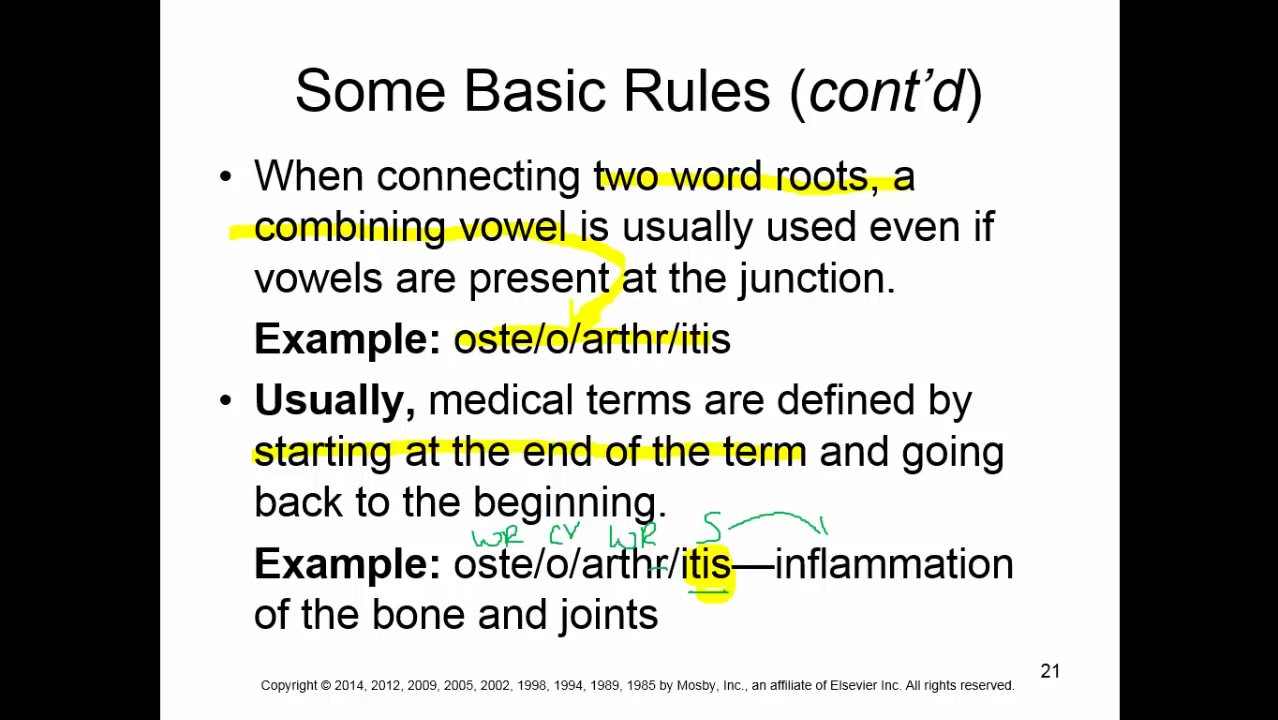 Some Basic Rules (cont’d)
• When connecting two word roots, a
combining vowel is usually used even if
vowels are present at the junction.
Example: oste/o/arthr/itis
• Usually, medical terms are defined by
starting at the end of the term and going
back to the beginning.
WR CV WR S
Example: oste/o/arthr/itis—inflammation
of the bone and joints
21
Copyright © 2014, 2012, 2009, 2005, 2002, 1998, 1994, 1989, 1985 by Mosby, Inc., an affiliate of Elsevier Inc. All rights reserved.